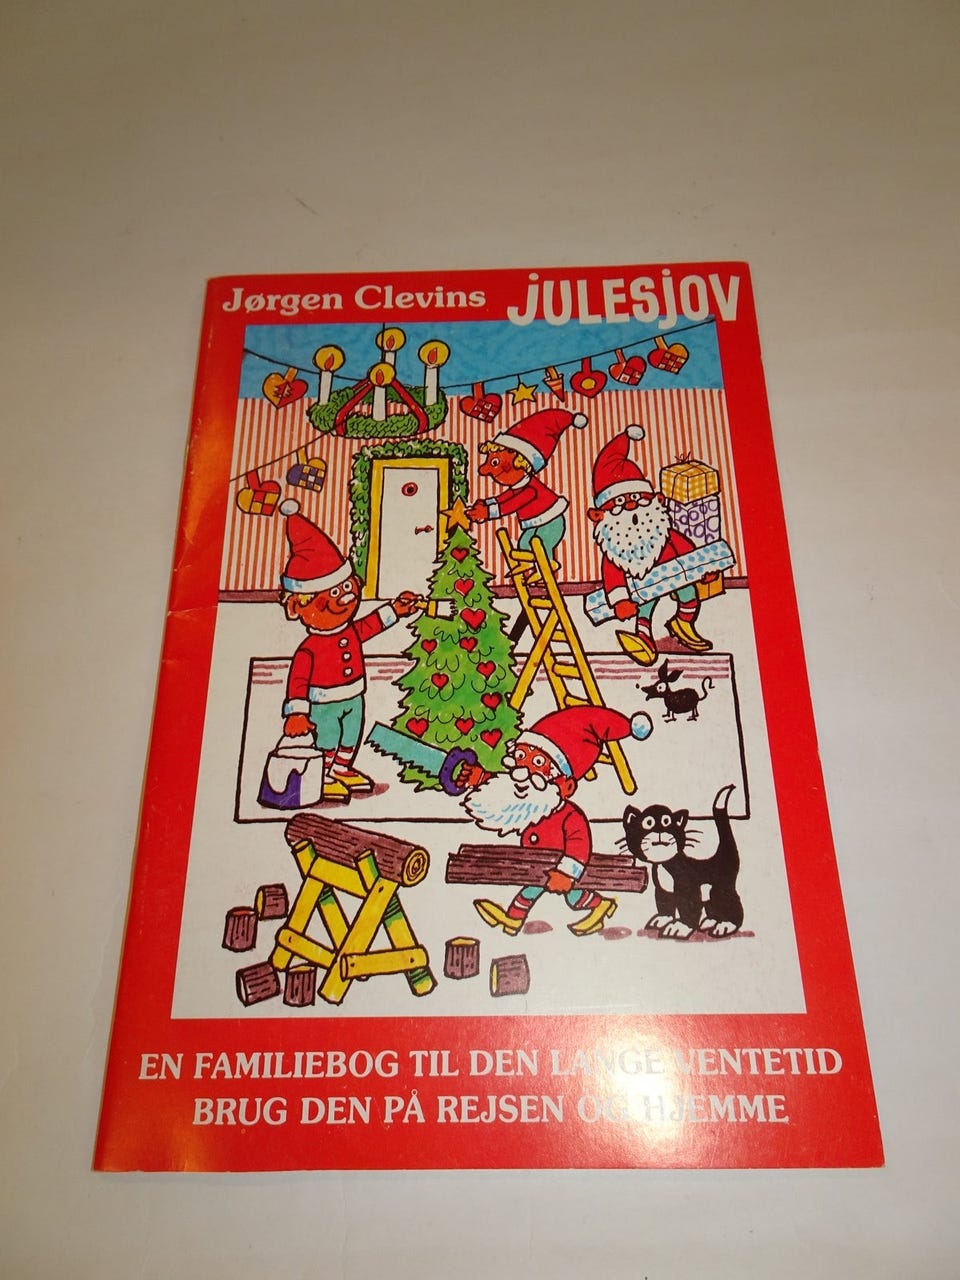 Jørgen Clevins JULESJOV
EN FAMILIEBOG TIL DEN LANGE VENTETID
BRUG DEN PÅ REJSEN OG HJEMME